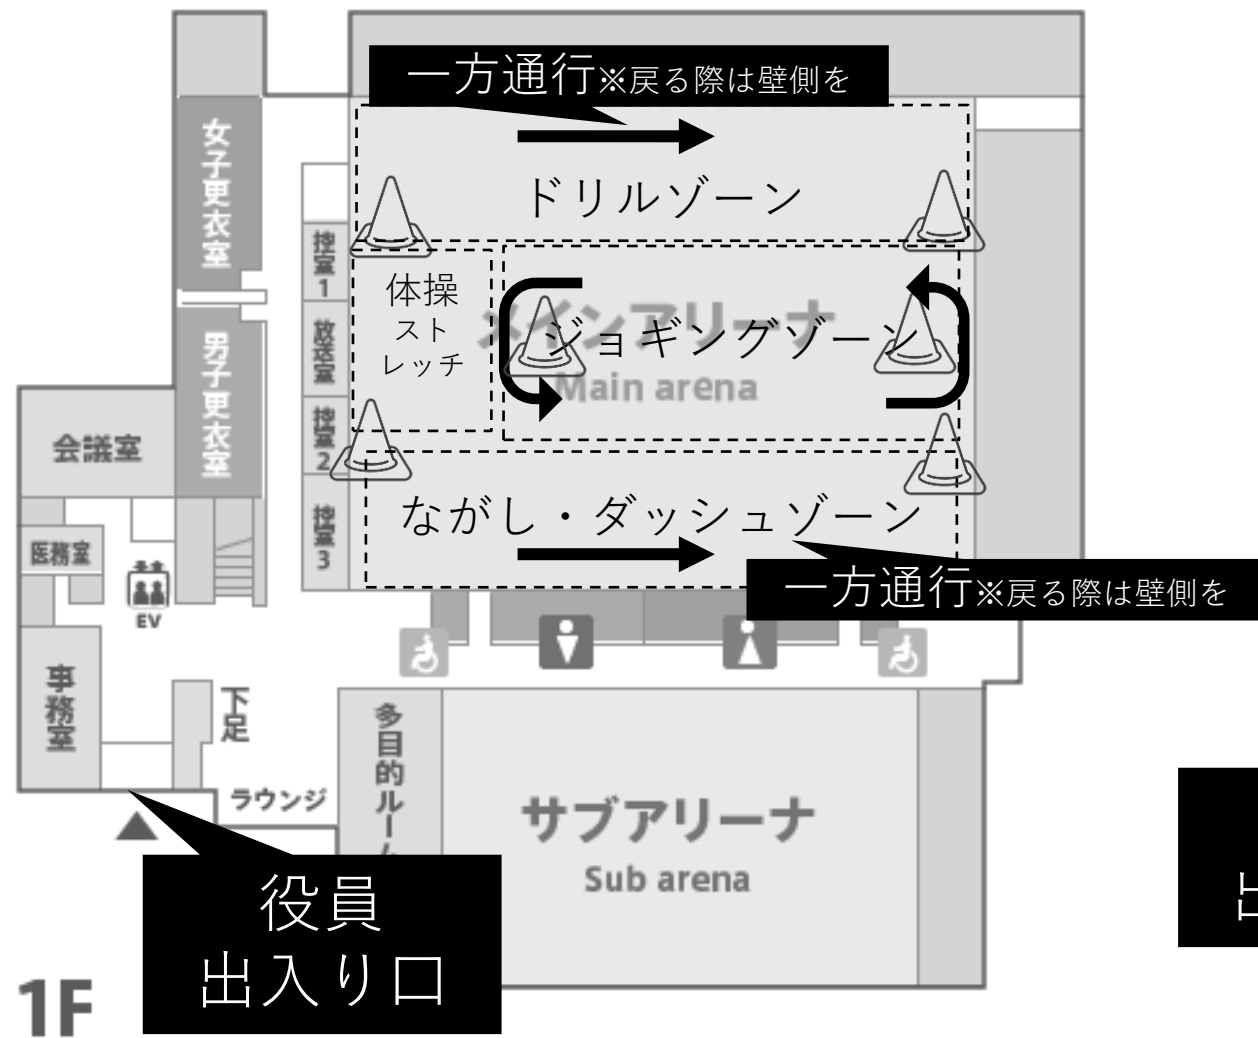 一方通行※戻る際は壁側を
ドリルゾーン
女子更衣室
控室1
体操
スト
レッチ
メインアリーナ
ジョギングゾーン
Main arena
放送室
男子更衣室
控室2
会議室
ながし・ダッシュゾーン
控室3
医務室
一方通行※戻る際は壁側を
EV
事務室
下足
多目的ルーム
ラウンジ
サブアリーナ
Sub arena
役員
出入り口
出
1F